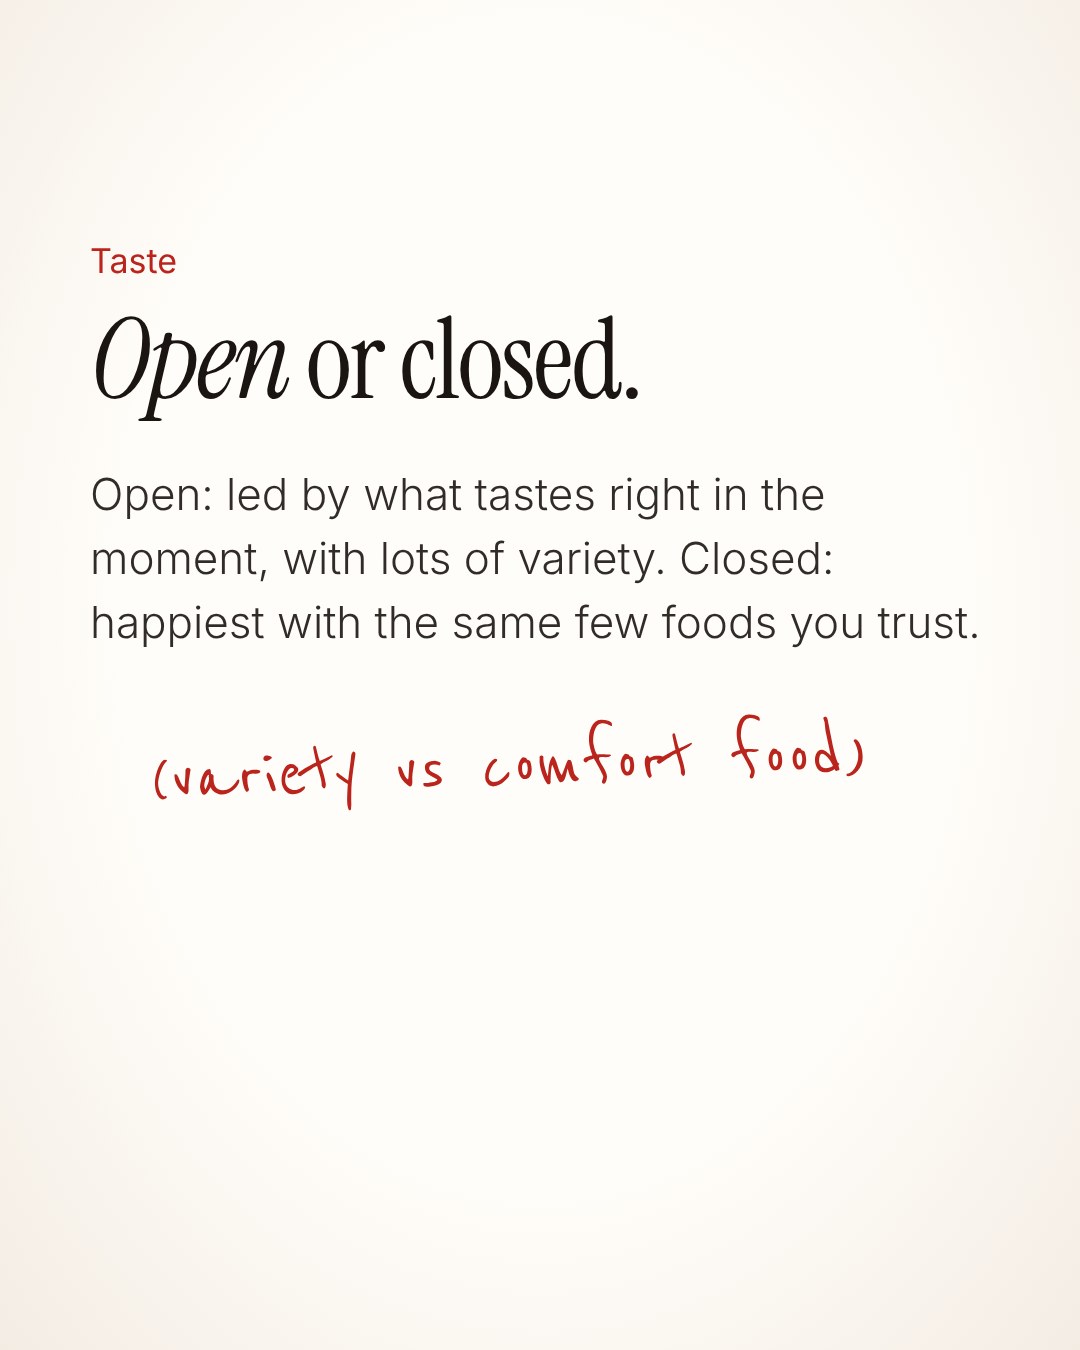 Taste
Open or closed.
Open: led by what tastes right in the
moment, with lots of variety. Closed:
happiest with the same few foods you trust.
(variety vs comfort food)